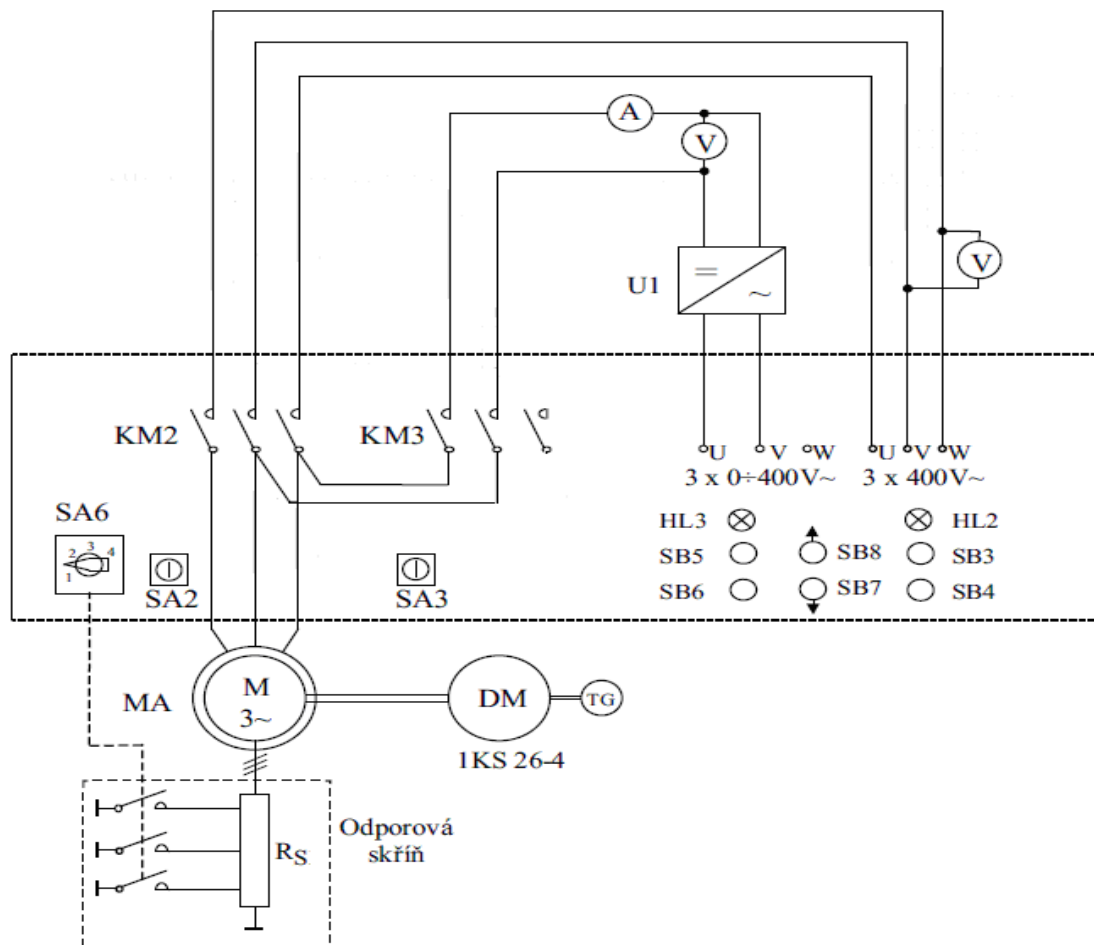 A
V
V
U1
=
~
KM2
KM3
U V W U V W
3 x 0÷400V~ 3 x 400V~
SA6
1 2 3 4
SA2
SA3
HL3 HL2
SB5 SB8 SB3
SB6 SB7 SB4
MA
M
3~
DM
TG
1KS 26-4
RS
Odporová
skříň